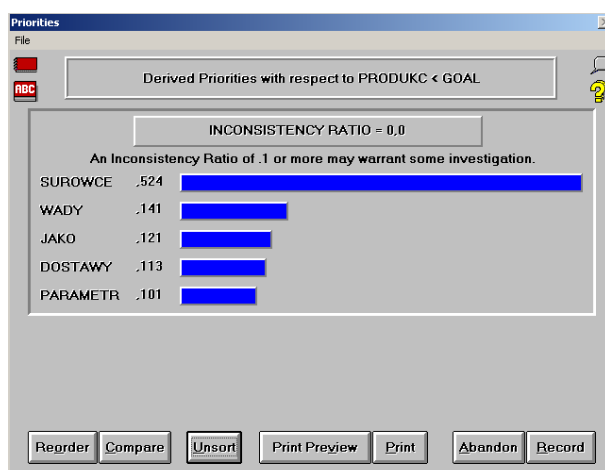 Priorities
File
ABC
Derived Priorities with respect to PRODUKC < GOAL
INCONSISTENCY RATIO = 0,0
An Inconsistency Ratio of .1 or more may warrant some investigation.
SUROWCE ,524
WADY ,141
JAKO ,121
DOSTAWY ,113
PARAMETR ,101
Reorder Compare Unsort Print Preview Print Abandon Record